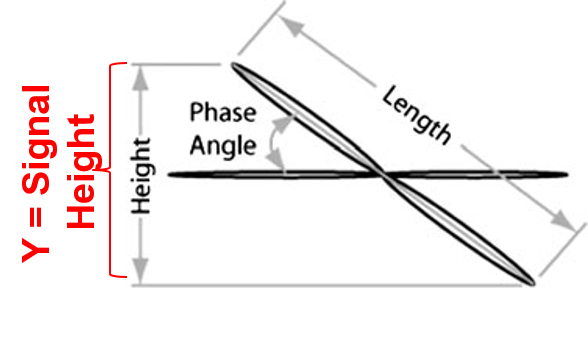 Y = Signal
Height
Height
Phase
Angle
Length